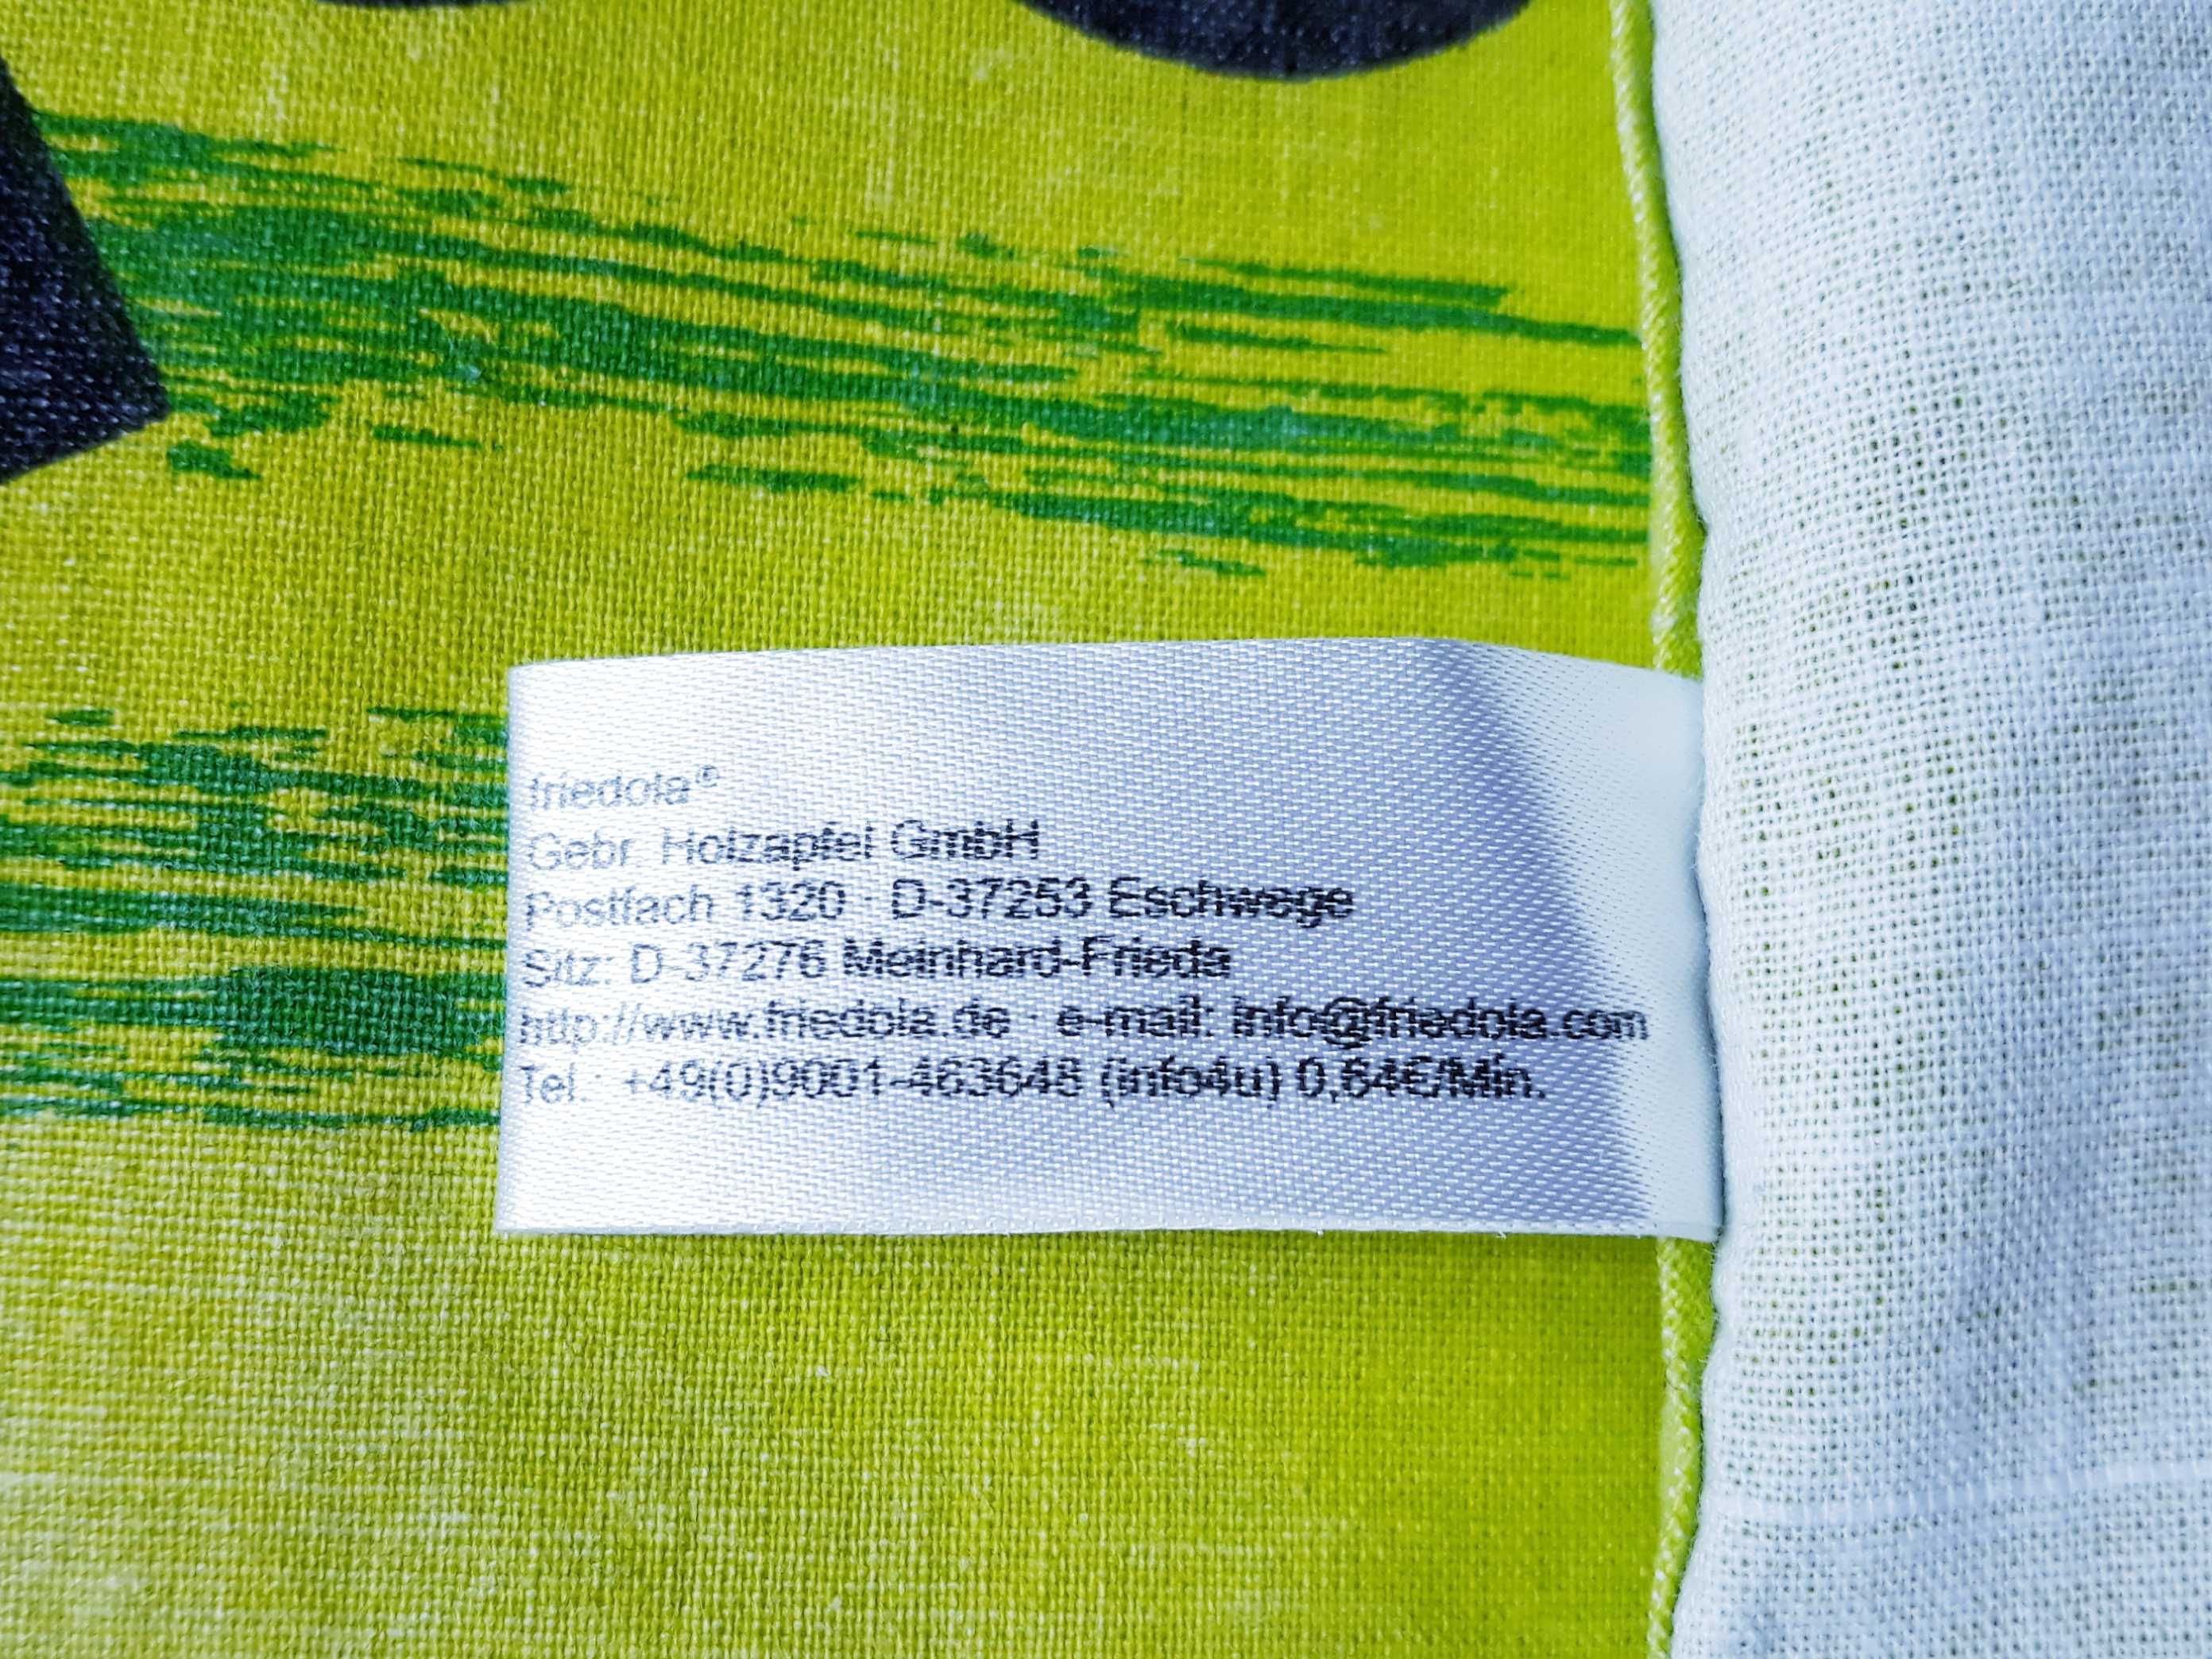 friedola®
Gebr. Holzapfel GmbH
Postfach 1320 · D-37253 Eschwege
Sitz: D-37276 Meinhard-Frieda
http://www.friedola.de · e-mail: info@friedola.com
Tel.: +49(0)9001-463648 (info4u) 0,64€/Min.